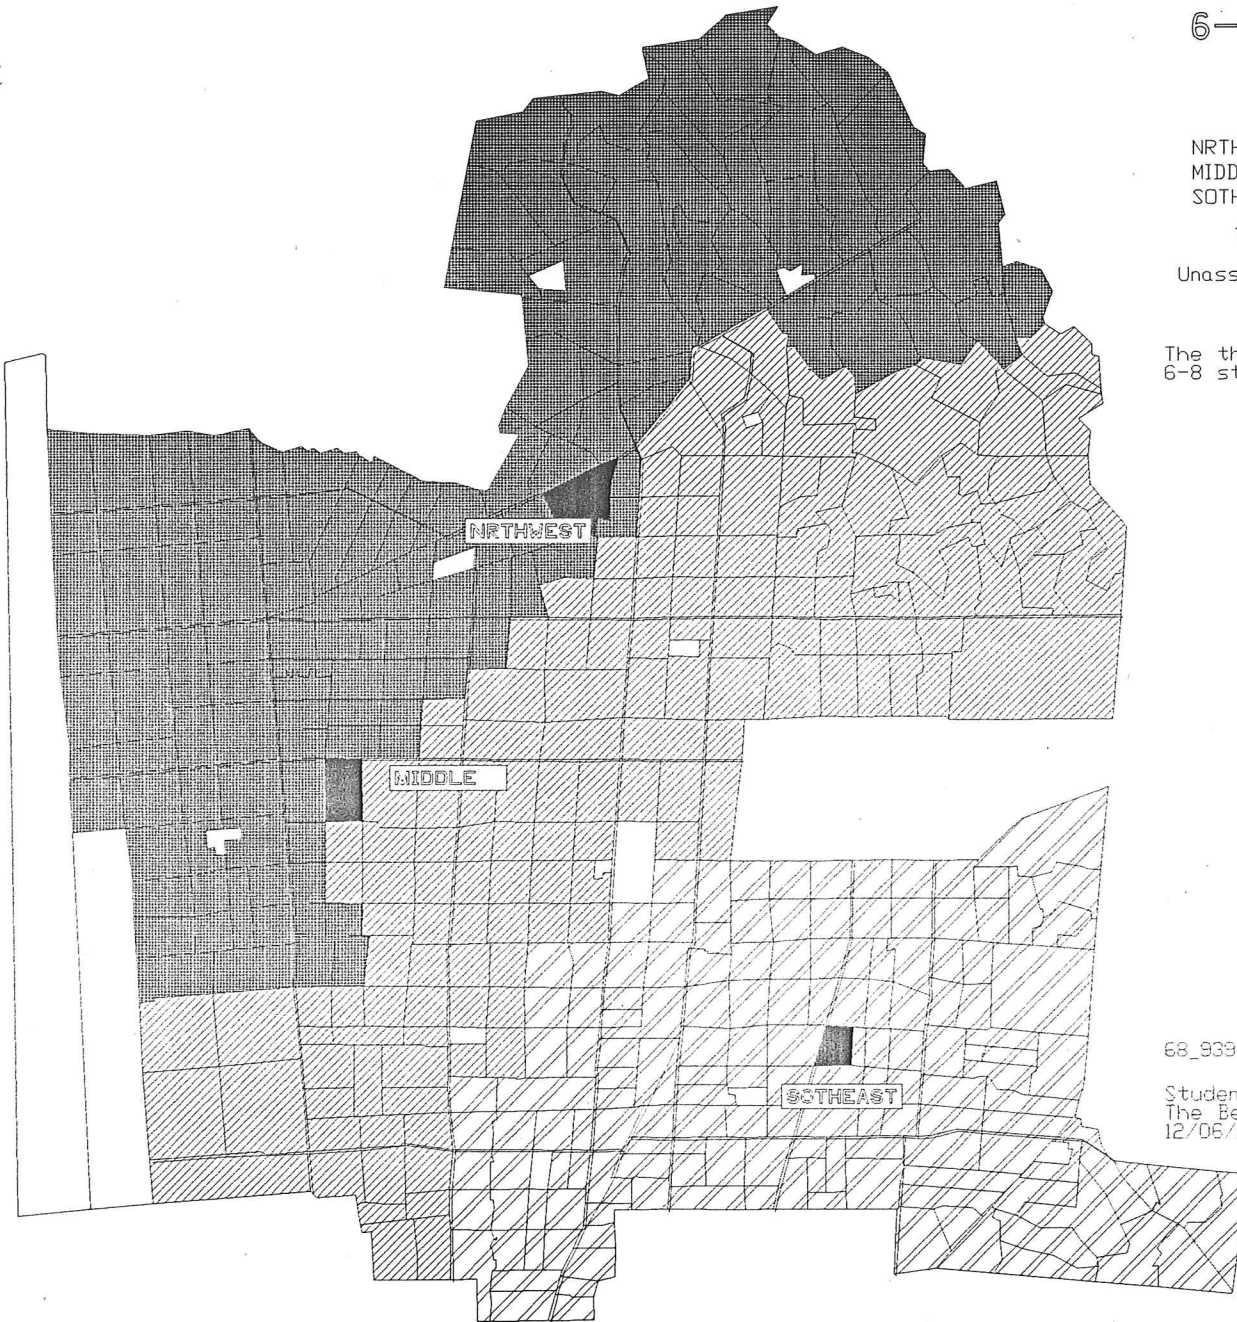 6—
NRTH
MIDD
SOTH
Unass
The th
6-8 st
NRTHWEST
MIDDLE
SOTHEAST
68_939
Studen
The Be
12/06/